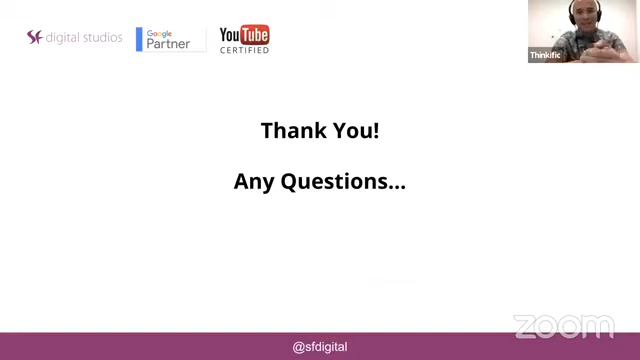 SF digital studios
Google
Partner
YouTube
CERTIFIED
Thinkific
Thank You!
Any Questions...
zoom
@sfdigital